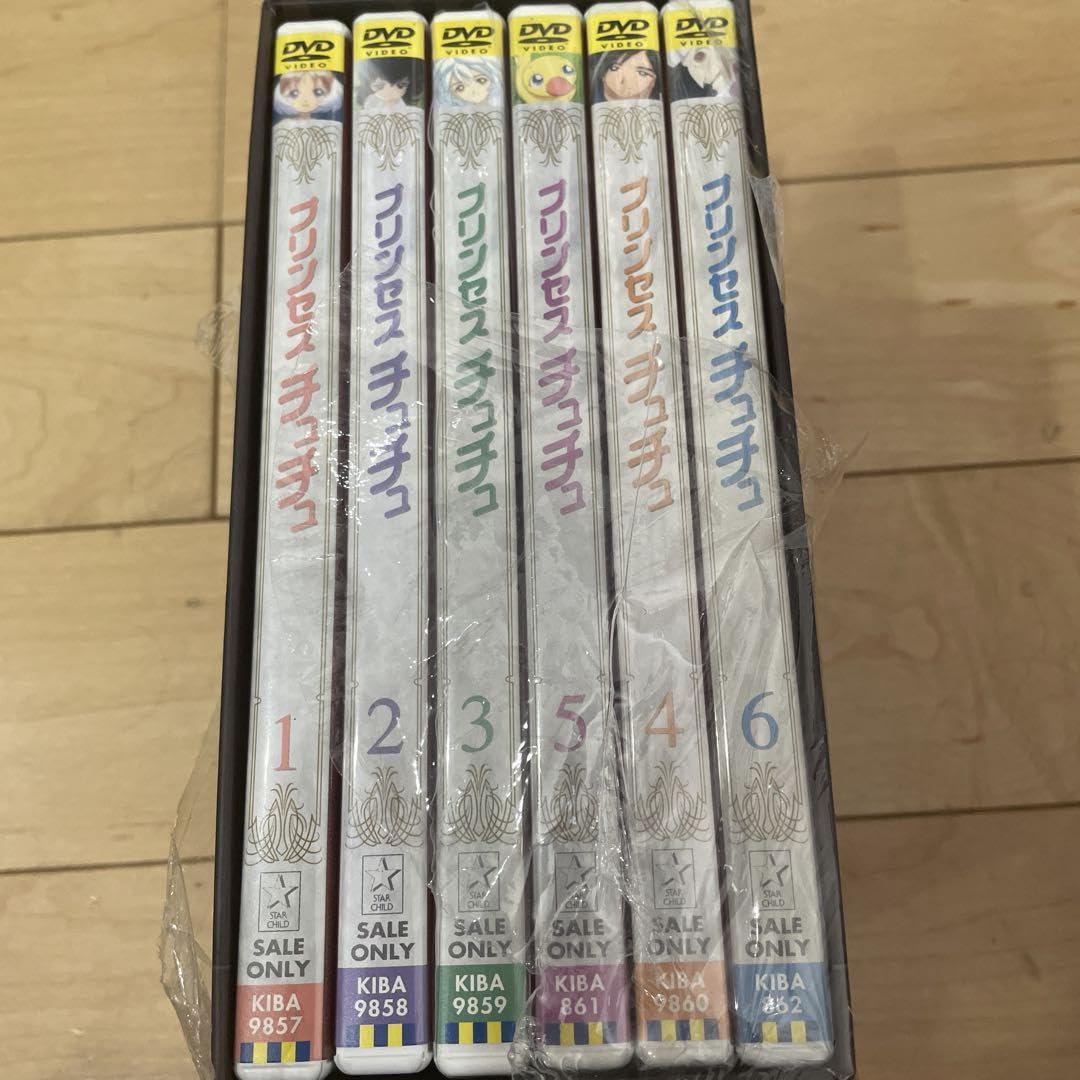 DVD
VIDEO
プリンセス チュチュ
1
STAR
CHILD
SALE
ONLY
KIBA
9857
DVD
VIDEO
プリンセス チュチュ
2
STAR
CHILD
SALE
ONLY
KIBA
9858
DVD
VIDEO
プリンセス チュチュ
3
STAR
CHILD
SALE
ONLY
KIBA
9859
DVD
VIDEO
プリンセス チュチュ
5
STAR
CHILD
SALE
ONLY
KIBA
861
DVD
VIDEO
プリンセス チュチュ
4
STAR
CHILD
SALE
ONLY
KIBA
9860
DVD
VIDEO
プリンセス チュチュ
6
STAR
CHILD
SALE
ONLY
KIBA
862